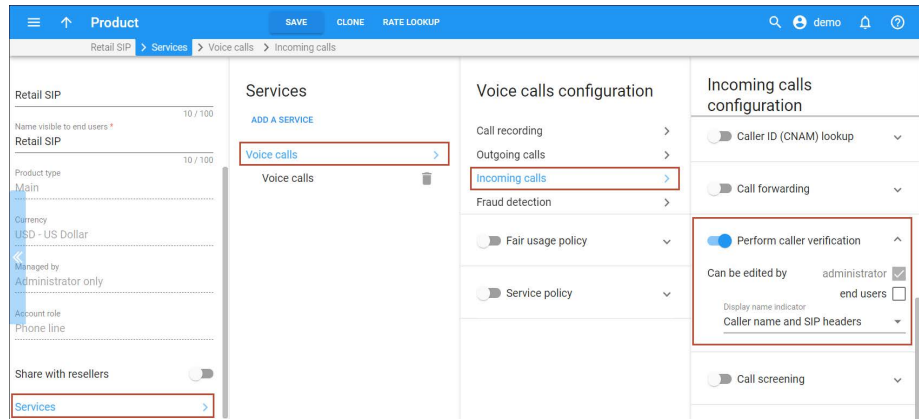 Product
SAVE
CLONE
RATE LOOKUP
demo
Retail SIP
Services
Voice calls
Incoming calls
Retail SIP
10 / 100
Name visible to end users *
Retail SIP
10 / 100
Product type
Main
Currency
USD - US Dollar
Managed by
Administrator only
Account role
Phone line
Share with resellers
Services
Services
ADD A SERVICE
Voice calls
Voice calls
Voice calls configuration
Call recording
Outgoing calls
Incoming calls
Fraud detection
Fair usage policy
Service policy
Incoming calls
configuration
Caller ID (CNAM) lookup
Call forwarding
Perform caller verification
Can be edited by administrator
end users
Display name indicator
Caller name and SIP headers
Call screening